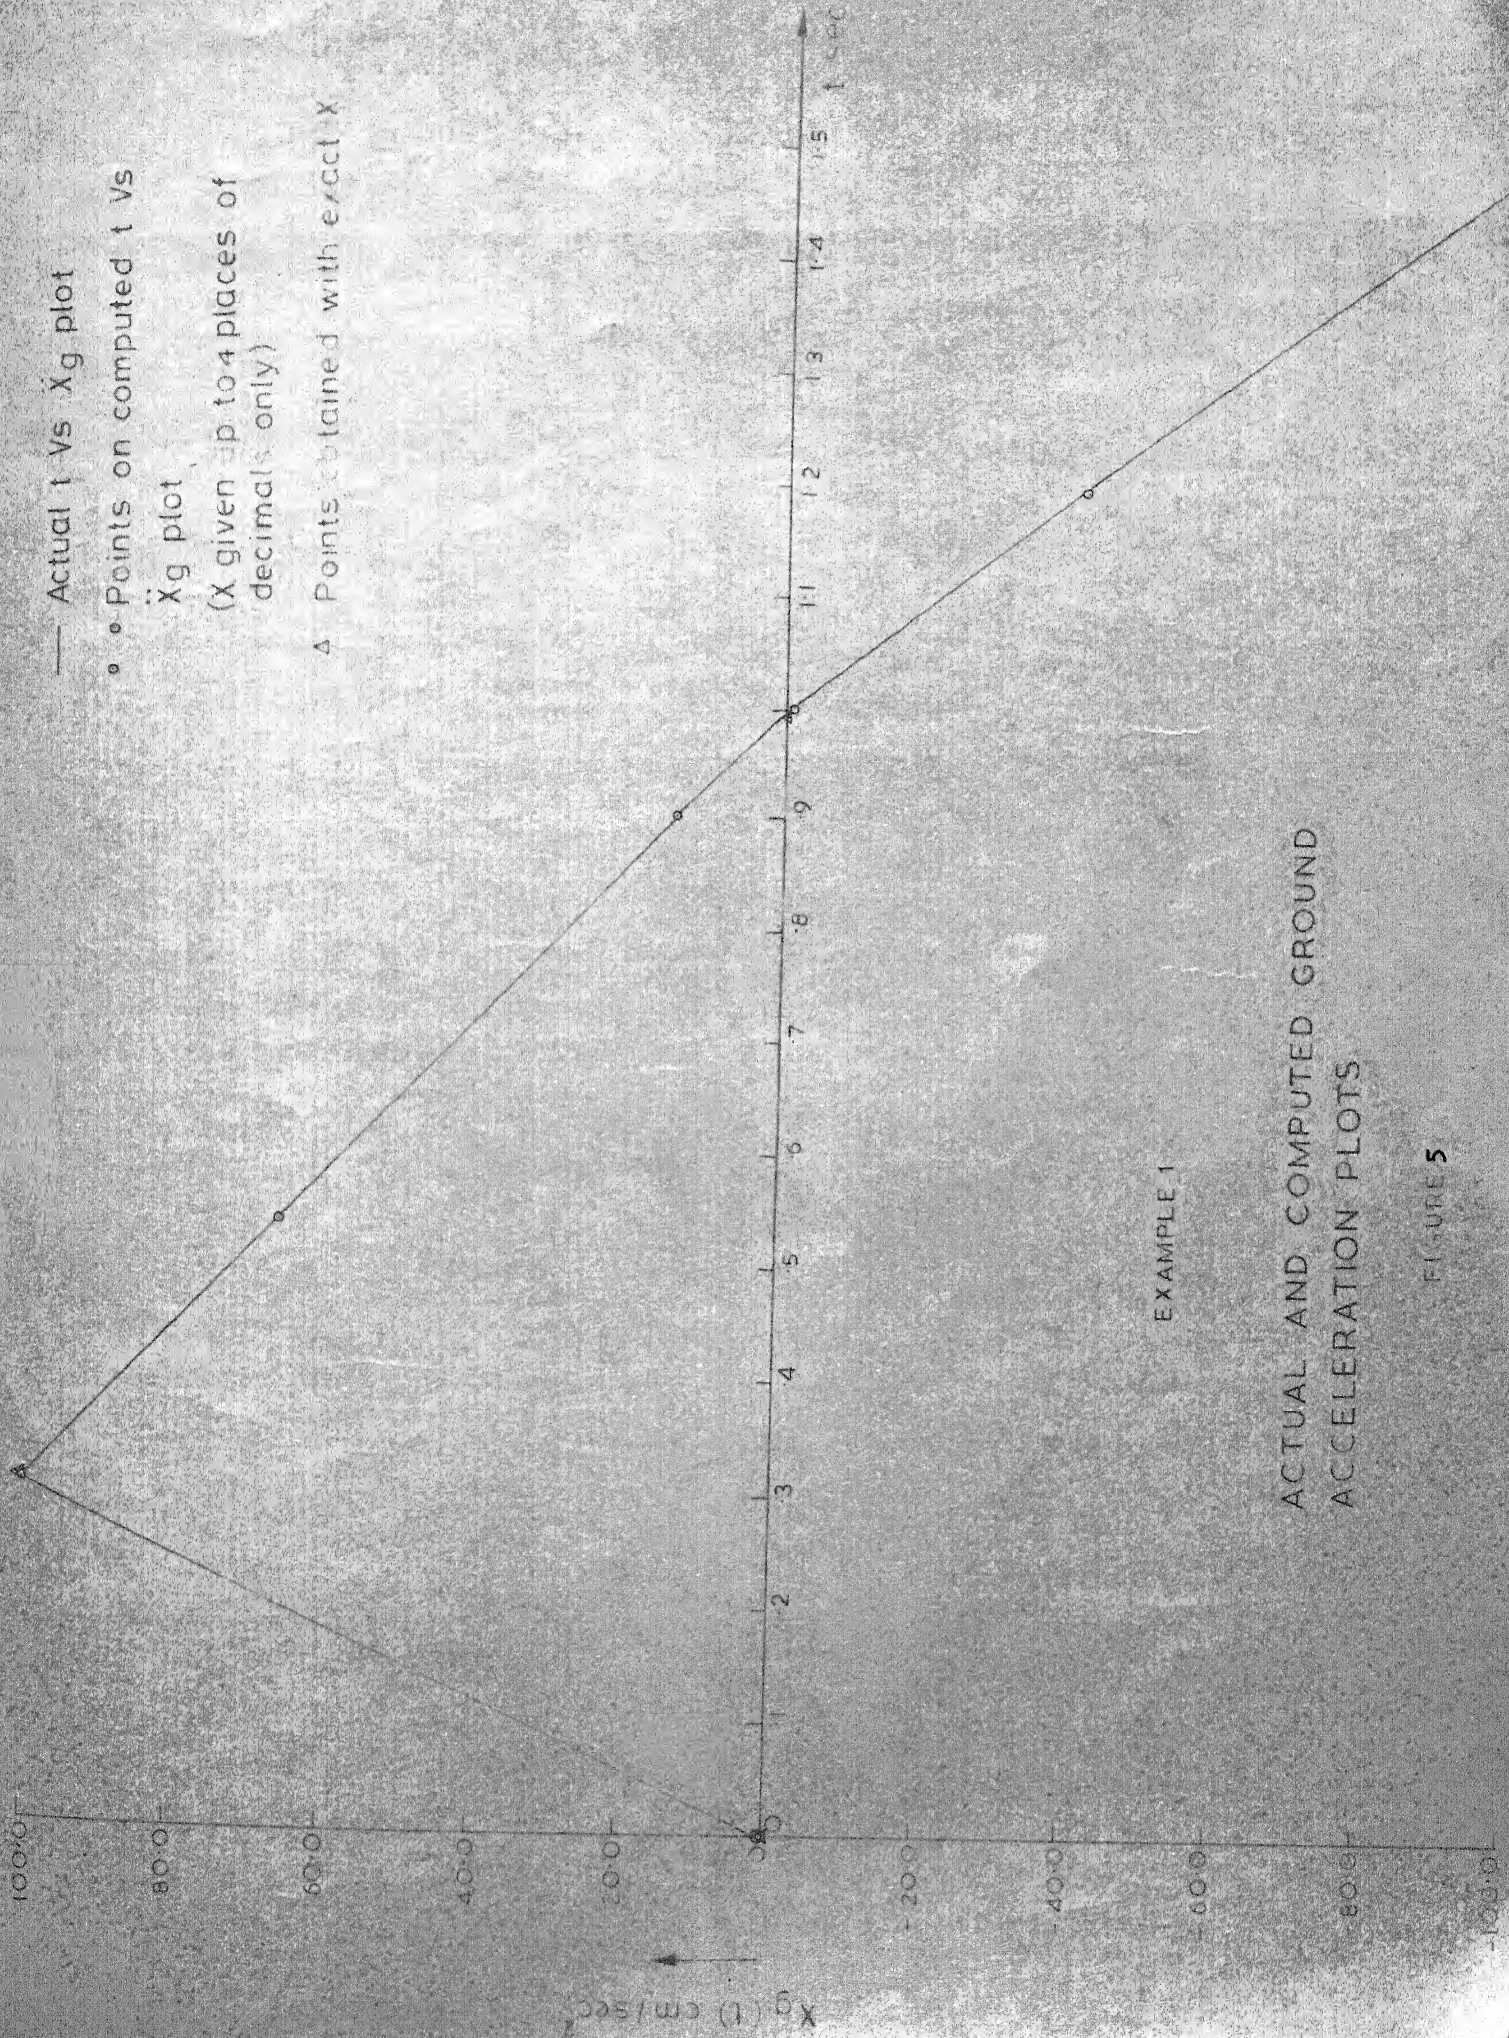 — Actual t Vs Ẍg plot
Points on computed t Vs
Ẍg plot
(X given up to 4 places of
decimals only)
Δ Points obtained with exact X
100·0
80·0
60·0
40·0
20·0
0
-20·0
-40·0
-60·0
-80·0
-100·0
Ẍg (t) cm/sec²
·1
·2
·3
·4
·5
·6
·7
·8
·9
1·1
1·2
1·3
1·4
1·5
t sec
EXAMPLE 1
ACTUAL AND COMPUTED GROUND
ACCELERATION PLOTS
FIGURE 5